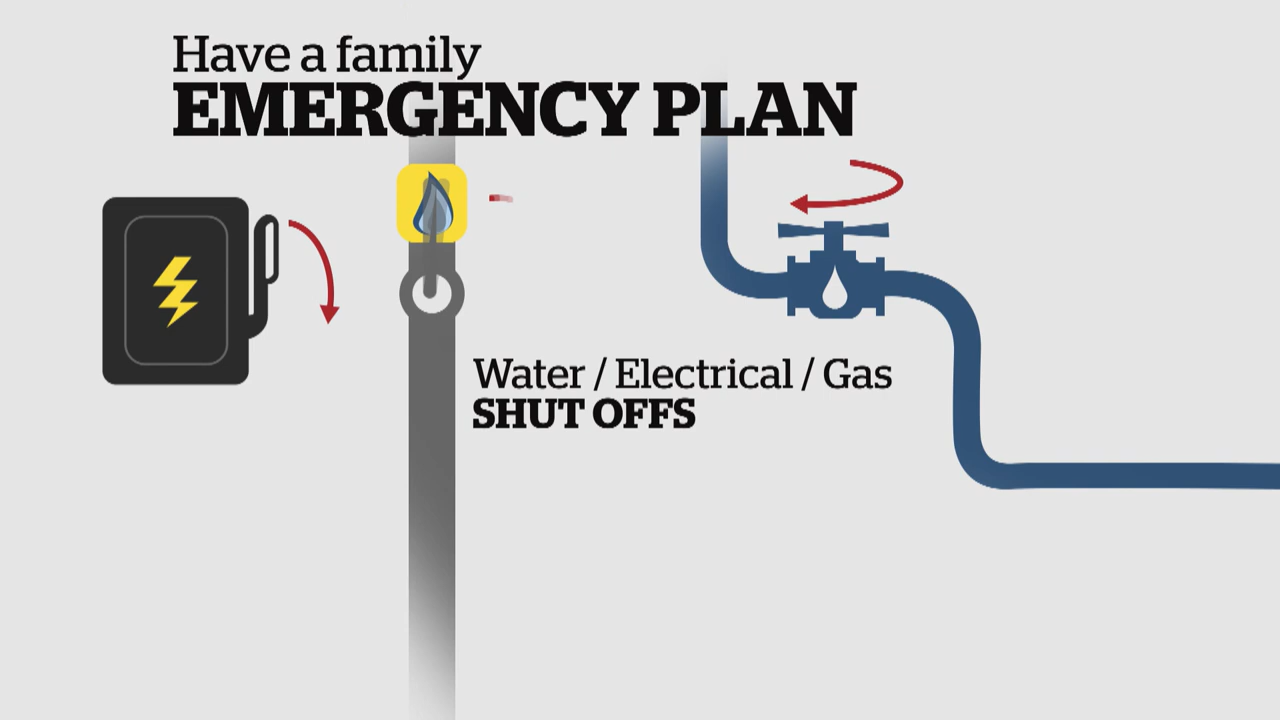 Have a family
EMERGENCY PLAN
Water / Electrical / Gas
SHUT OFFS